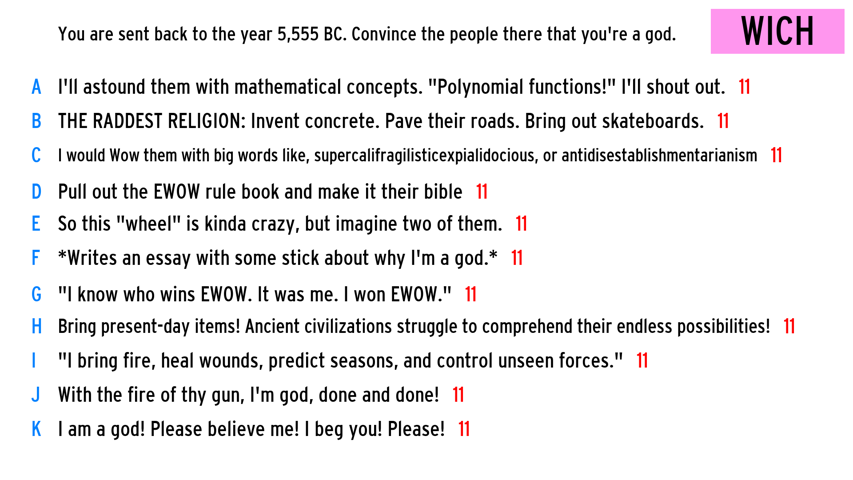 You are sent back to the year 5,555 BC. Convince the people there that you're a god.
WICH
A I'll astound them with mathematical concepts. "Polynomial functions!" I'll shout out. 11
B THE RADDEST RELIGION: Invent concrete. Pave their roads. Bring out skateboards. 11
C I would Wow them with big words like, supercalifragilisticexpialidocious, or antidisestablishmentarianism 11
D Pull out the EWOW rule book and make it their bible 11
E So this "wheel" is kinda crazy, but imagine two of them. 11
F *Writes an essay with some stick about why I'm a god.* 11
G "I know who wins EWOW. It was me. I won EWOW." 11
H Bring present-day items! Ancient civilizations struggle to comprehend their endless possibilities! 11
I "I bring fire, heal wounds, predict seasons, and control unseen forces." 11
J With the fire of thy gun, I'm god, done and done! 11
K I am a god! Please believe me! I beg you! Please! 11